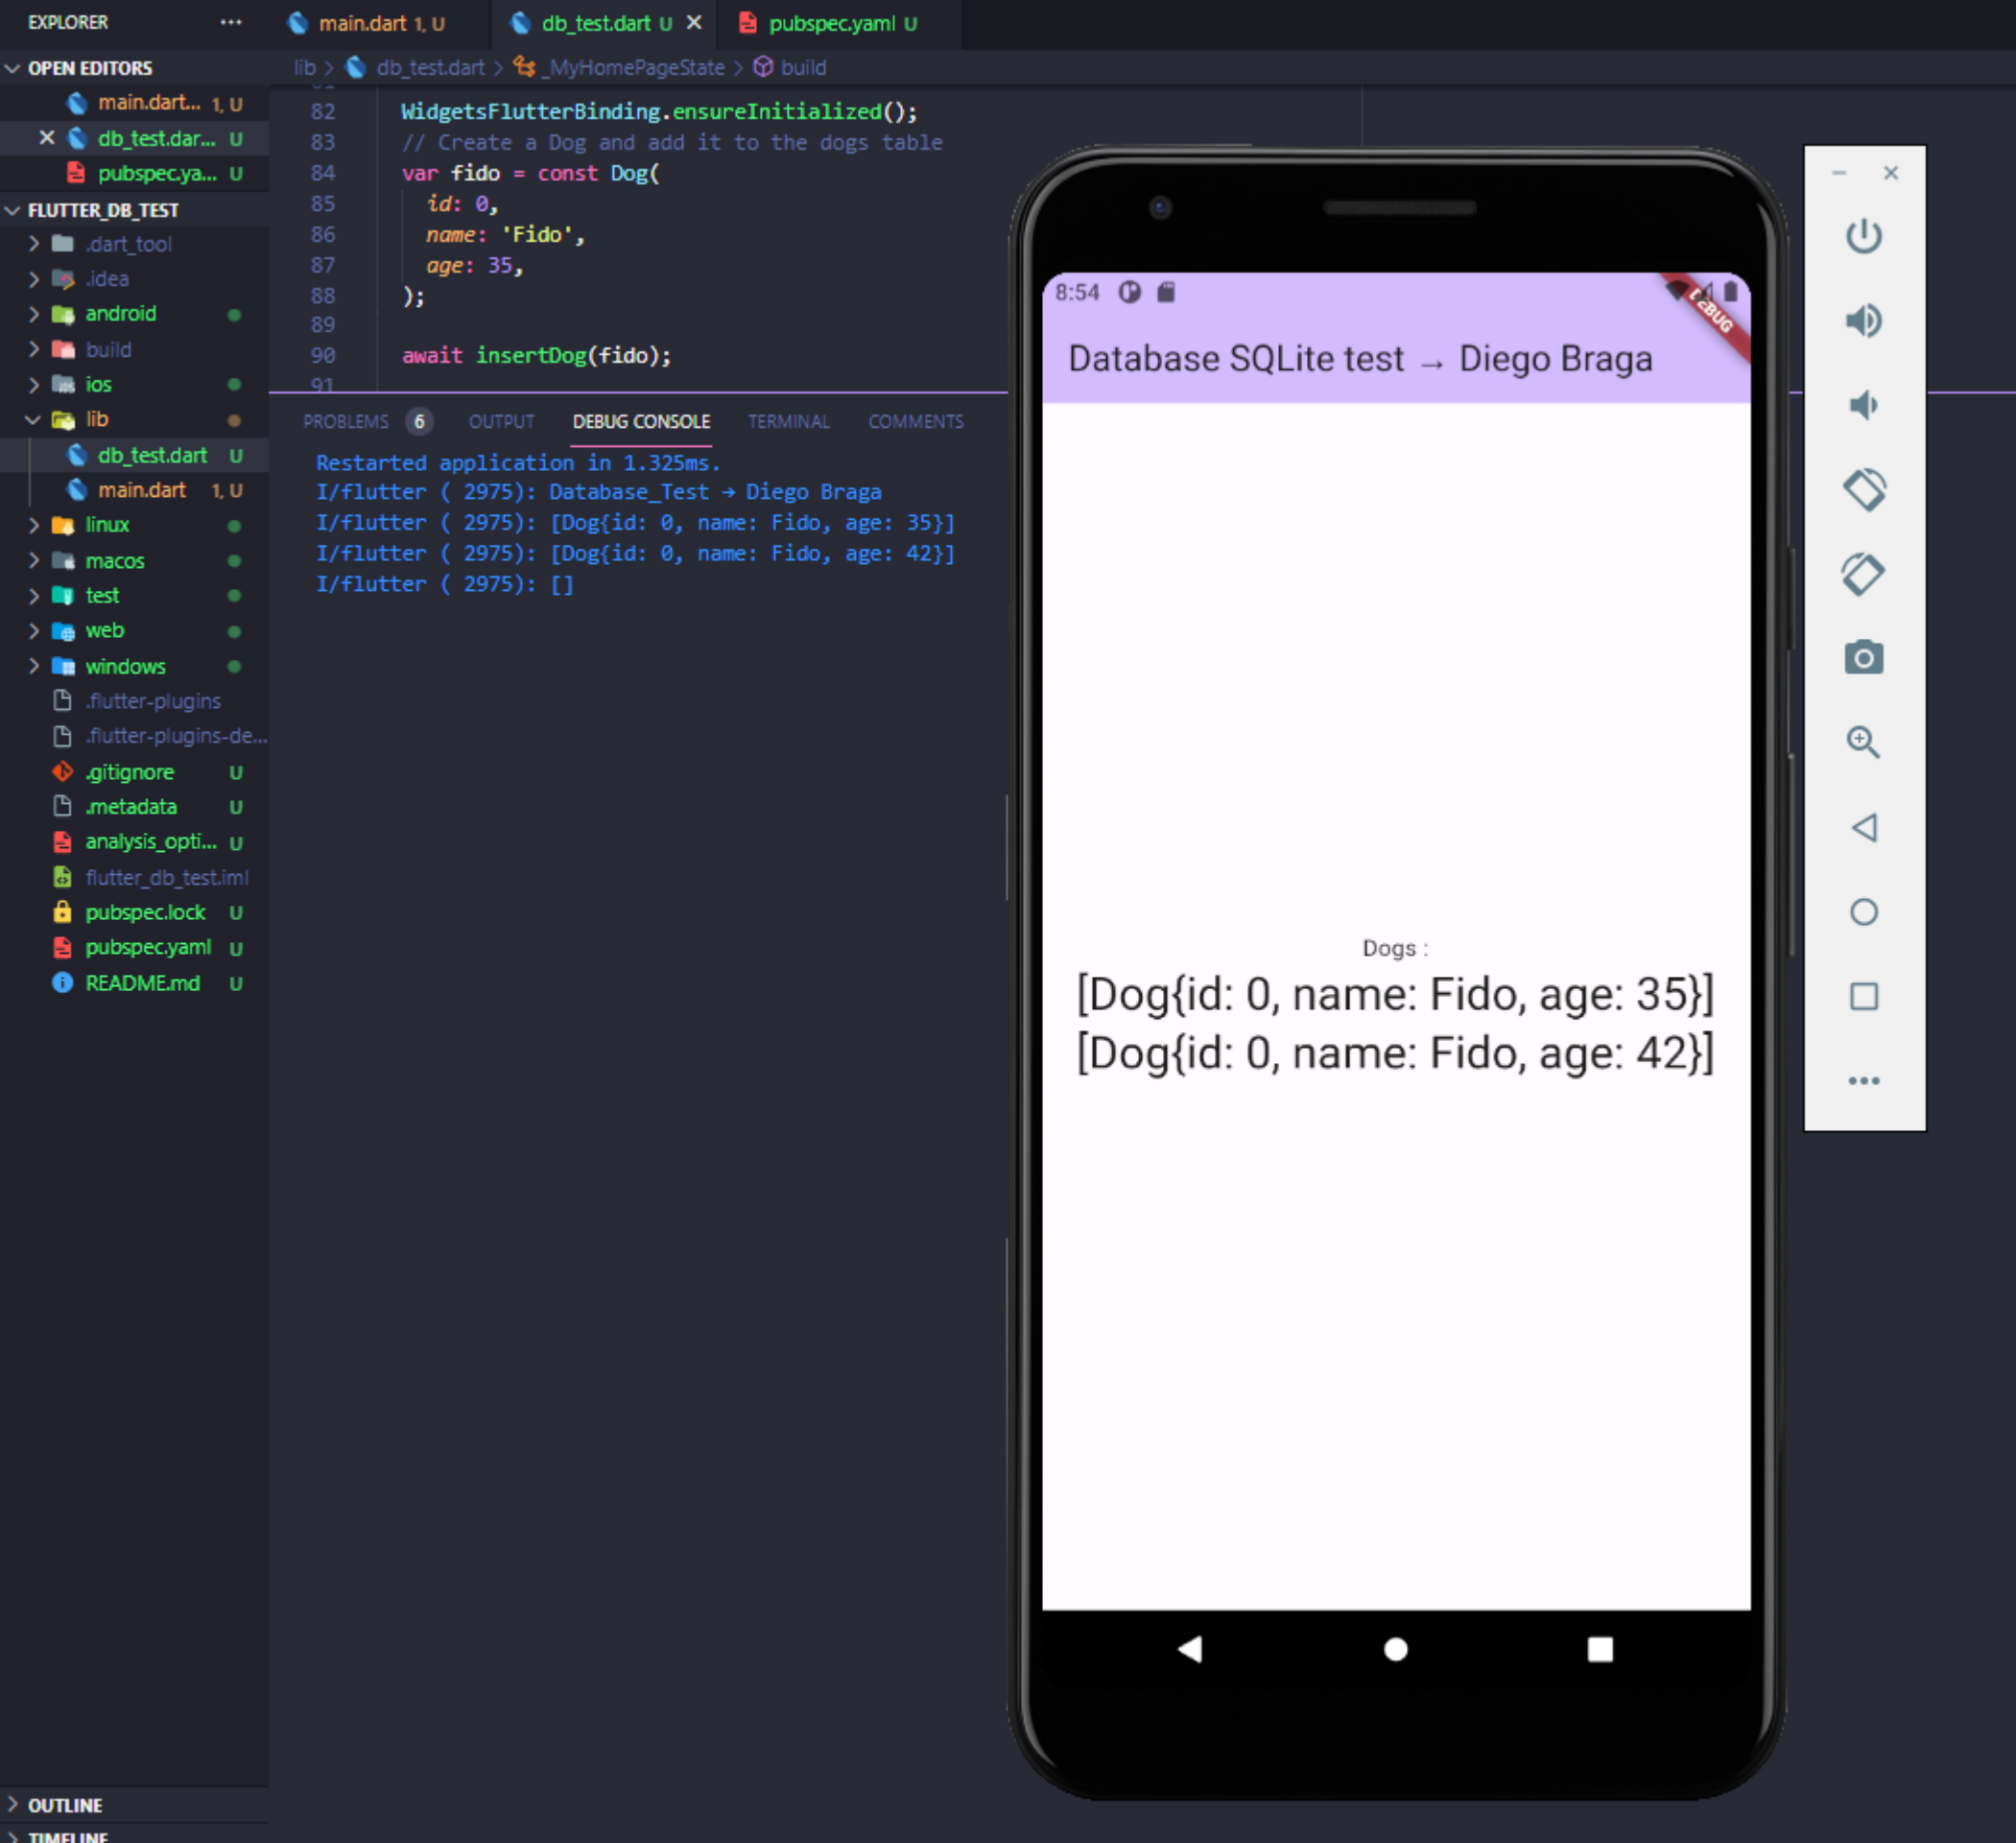 EXPLORER ···
OPEN EDITORS
main.dart... 1, U
db_test.dar... U
pubspec.ya... U
FLUTTER_DB_TEST
.dart_tool
.idea
android
build
ios
lib
db_test.dart U
main.dart 1, U
linux
macos
test
web
windows
.flutter-plugins
.flutter-plugins-de...
.gitignore U
.metadata U
analysis_opti... U
flutter_db_test.iml
pubspec.lock U
pubspec.yaml U
README.md U
OUTLINE
TIMELINE
main.dart 1, U
db_test.dart U
pubspec.yaml U
lib > db_test.dart > _MyHomePageState > build
82 WidgetsFlutterBinding.ensureInitialized();
83 // Create a Dog and add it to the dogs table
84 var fido = const Dog(
85 id: 0,
86 name: 'Fido',
87 age: 35,
88 );
89
90 await insertDog(fido);
91
PROBLEMS 6 OUTPUT DEBUG CONSOLE TERMINAL COMMENTS
Restarted application in 1.325ms.
I/flutter ( 2975): Database_Test → Diego Braga
I/flutter ( 2975): [Dog{id: 0, name: Fido, age: 35}]
I/flutter ( 2975): [Dog{id: 0, name: Fido, age: 42}]
I/flutter ( 2975): []
8:54
DEBUG
Database SQLite test → Diego Braga
Dogs :
[Dog{id: 0, name: Fido, age: 35}]
[Dog{id: 0, name: Fido, age: 42}]